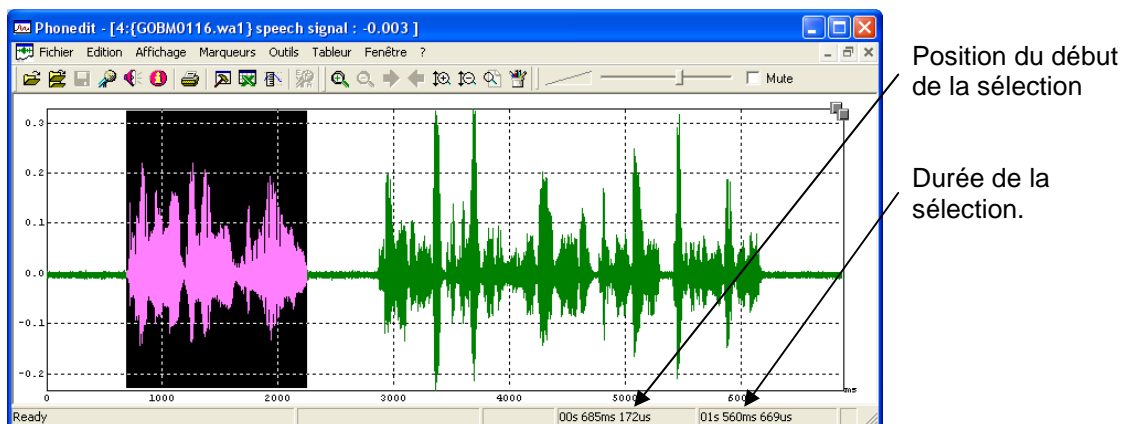 Phonedit - [4:{GOBM0116.wa1} speech signal : -0.003 ]
Fichier Edition Affichage Marqueurs Outils Tableur Fenêtre ?
Mute
Position du début
de la sélection
Durée de la
sélection.
0.3
0.2
0.1
0.0
-0.1
-0.2
0 1000 2000 3000 4000 5000 6000 ms
Ready 00s 685ms 172us 01s 560ms 669us